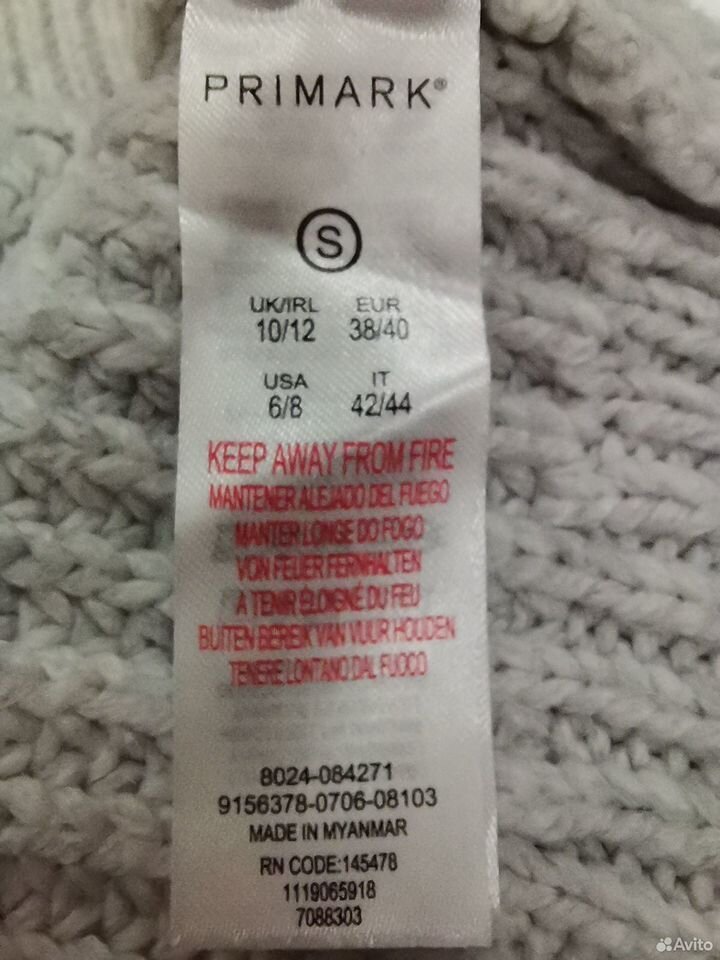 PRIMARK®
S
UK/IRL EUR
10/12 38/40
USA IT
6/8 42/44
KEEP AWAY FROM FIRE
MANTENER ALEJADO DEL FUEGO
MANTER LONGE DO FOGO
VON FEUER FERNHALTEN
A TENIR ÉLOIGNÉ DU FEU
BUITEN BEREIK VAN VUUR HOUDEN
TENERE LONTANO DAL FUOCO
8024-084271
9156378-0706-08103
MADE IN MYANMAR
RN CODE:145478
1119065918
7088303
Avito